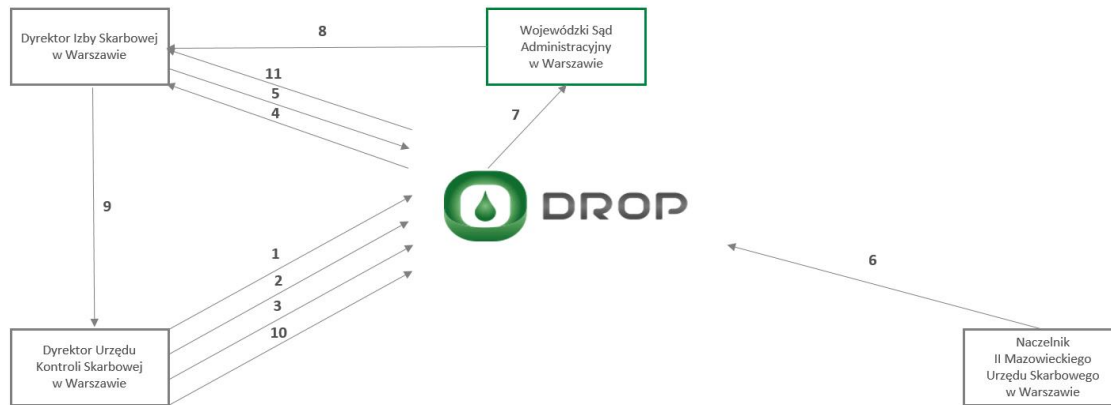 Dyrektor Izby Skarbowej
w Warszawie
8
Wojewódzki Sąd
Administracyjny
w Warszawie
11
5
4
7
DROP
9
1
2
3
10
6
Dyrektor Urzędu
Kontroli Skarbowej
w Warszawie
Naczelnik
II Mazowieckiego
Urzędu Skarbowego
w Warszawie